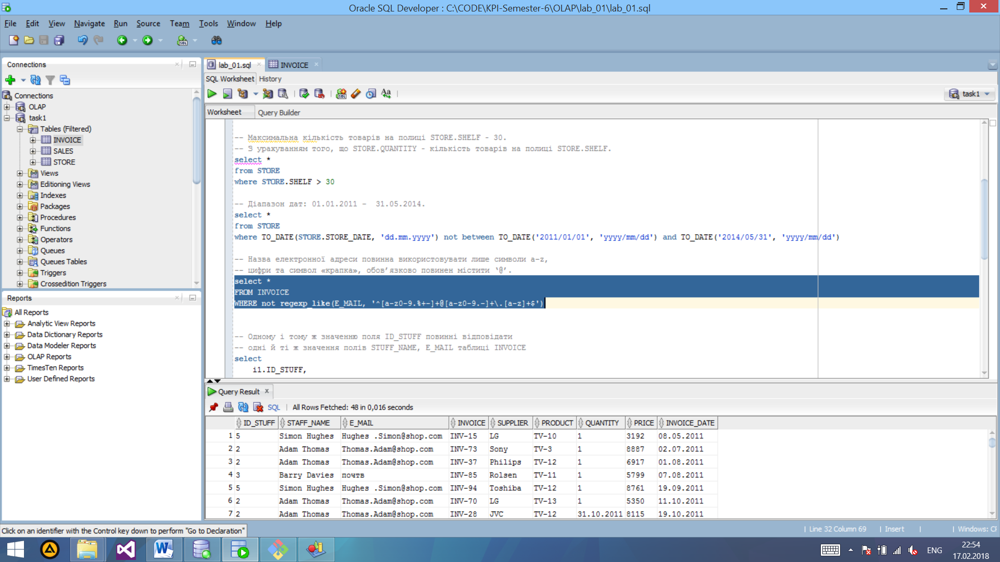 Oracle SQL Developer : C:\CODE\KPI-Semester-6\OLAP\lab_01\lab_01.sql
File Edit View Navigate Run Source Team Tools Window Help
Connections
Connections
OLAP
task1
Tables (Filtered)
INVOICE
SALES
STORE
Views
Editioning Views
Indexes
Packages
Procedures
Functions
Operators
Queues
Queues Tables
Triggers
Crossedition Triggers
Reports
All Reports
Analytic View Reports
Data Dictionary Reports
Data Modeler Reports
OLAP Reports
TimesTen Reports
User Defined Reports
lab_01.sql INVOICE
SQL Worksheet History
task1
Worksheet Query Builder
-- Максимальна кількість товарів на полиці STORE.SHELF - 30.
-- З урахуванням того, що STORE.QUANTITY - кількість товарів на полиці STORE.SHELF.
select *
from STORE
where STORE.SHELF > 30
-- Діапазон дат: 01.01.2011 -  31.05.2014.
select *
from STORE
where TO_DATE(STORE.STORE_DATE, 'dd.mm.yyyy') not between TO_DATE('2011/01/01', 'yyyy/mm/dd') and TO_DATE('2014/05/31', 'yyyy/mm/dd')
-- Назва електронної адреси повинна використовувати лише символи a-z,
-- цифри та символ «крапка», обов’язково повинен містити ‘@’.
select *
FROM INVOICE
WHERE not regexp_like(E_MAIL, '^[a-z0-9.%+-]+@[a-z0-9.-]+\.[a-z]+$')
-- Одному і тому ж значенню поля ID_STUFF повинні відповідати
-- одні й ті ж значення полів STUFF_NAME, E_MAIL таблиці INVOICE
select
i1.ID_STUFF,
Query Result
SQL All Rows Fetched: 48 in 0,016 seconds
ID_STUFF STAFF_NAME E_MAIL INVOICE SUPPLIER PRODUCT QUANTITY PRICE INVOICE_DATE
1 5 Simon Hughes Hughes .Simon@shop.com INV-15 LG TV-10 1 3192 08.05.2011
2 2 Adam Thomas Thomas.Adam@shop.com INV-73 Sony TV-3 1 8887 02.07.2011
3 2 Adam Thomas Thomas.Adam@shop.com INV-37 Philips TV-12 1 6917 01.08.2011
4 3 Barry Davies почтв INV-85 Rolsen TV-11 1 5799 07.08.2011
5 5 Simon Hughes Hughes .Simon@shop.com INV-94 Toshiba TV-12 1 8761 19.09.2011
6 2 Adam Thomas Thomas.Adam@shop.com INV-70 LG TV-13 1 5350 11.10.2011
7 2 Adam Thomas Thomas.Adam@shop.com INV-28 JVC TV-12 31.10.2011 8115 19.10.2011
Click on an identifier with the Control key down to perform "Go to Declaration"
Line 32 Column 69 Insert Windows:
ENG
22:54
17.02.2018